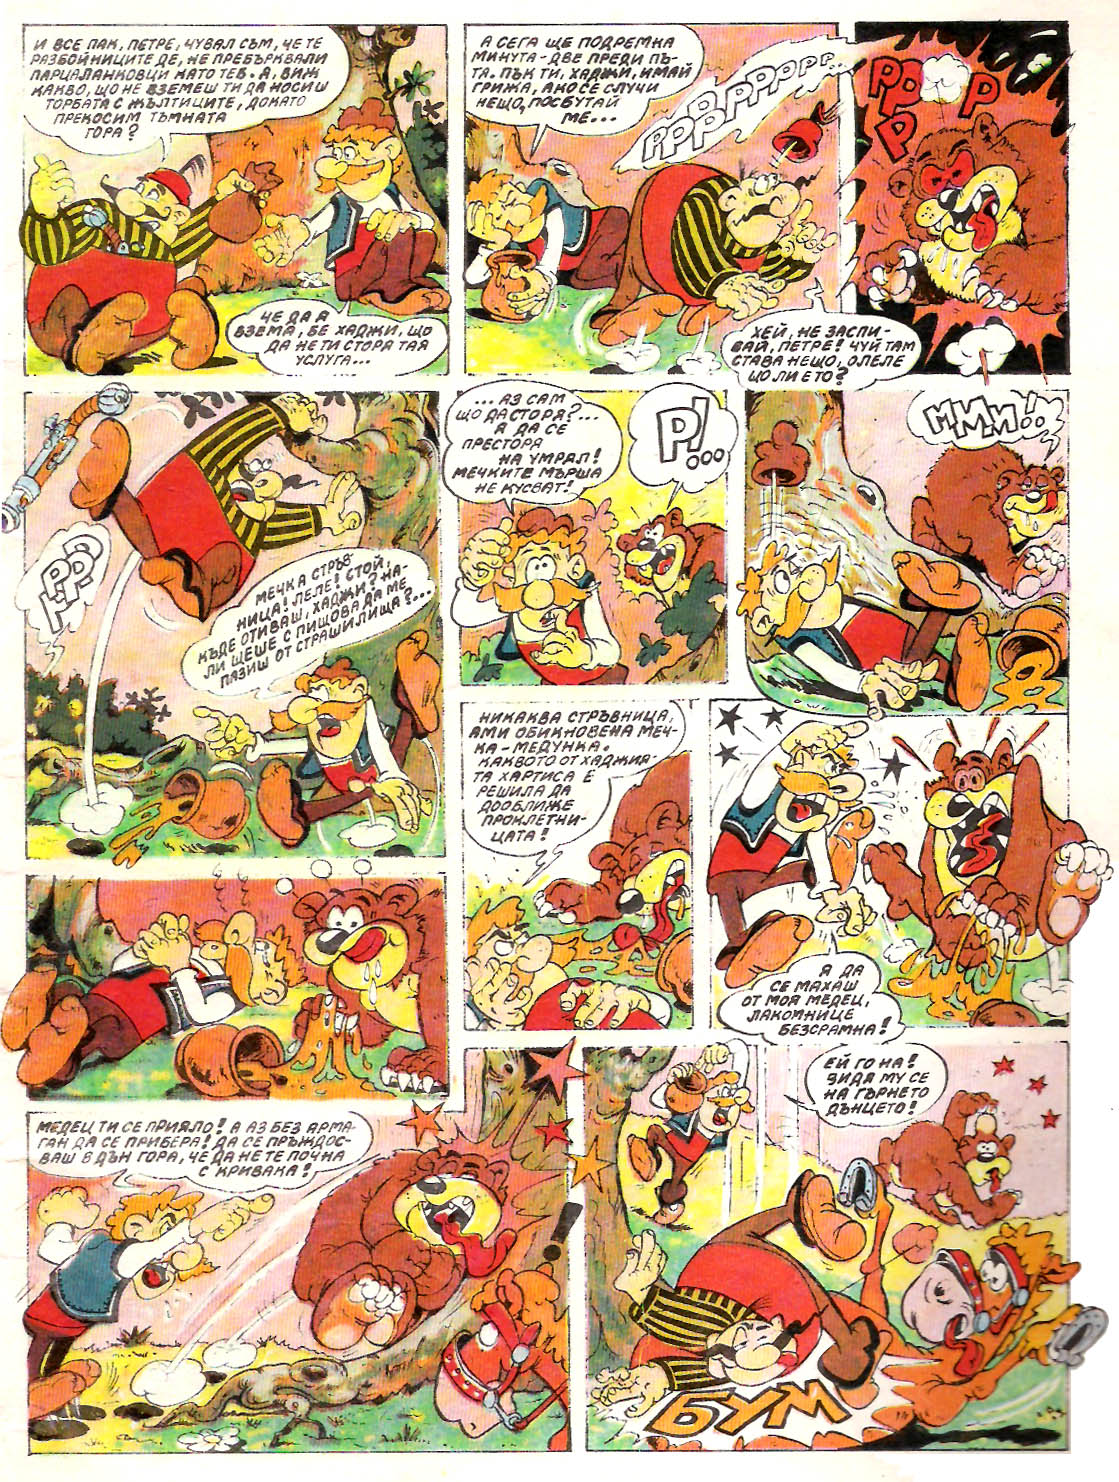 И ВСЕ ПАК, ПЕТРЕ, ЧУВАЛ СЪМ, ЧЕ ТЕ
РАЗБОЙНИЦИТЕ ДЕ, НЕ ПРЕБЪРКВАЛИ
ПАРЦАЛАНКОВЦИ КАТО ТЕБ. А, ВИЖ
КАКВО, ЩО НЕ ВЗЕМЕШ ТИ ДА НОСИШ
ТОРБАТА С ЖЪЛТИЦИТЕ, ДОКАТО
ПРЕКОСИМ ТЪМНАТА
ГОРА?
ЧЕ ДА Я
ВЗЕМА, БЕ ХАДЖИ, ЩО
ДА НЕ ТИ СТОРЯ ТАЯ
УСЛУГА...
А СЕГА ЩЕ ПОДРЕМНА
МИНУТА-ДВЕ ПРЕДИ ПЪ-
ТЯ. ПЪК ТИ, ХАДЖИ, ИМАЙ
ГРИЖА, АКО СЕ СЛУЧИ
НЕЩО, ПОСБУТАЙ
МЕ...
РРРВРРРОРР...
ХЕЙ, НЕ ЗАСПИ-
ВАЙ, ПЕТРЕ! ЧУЙ ТАМ
СТАВА НЕЩО, ОЛЕЛЕ
ЩО ЛИ Е ТО?
МЕЧКА СТРЪВ-
НИЦА! ЛЕЛЕ! СТОЙ,
КЪДЕ ОТИВАШ, ХАДЖИ? НА-
ЛИ ЩЕШЕ С ПИЩОВА ДА МЕ
ПАЗИШ ОТ СТРАШИЛИЩА?...
...АЗ САМ
ЩО ДА СТОРЯ?...
Я ДА СЕ
ПРЕСТОРЯ
НА УМРЯЛ!
МЕЧКИТЕ МЪРША
НЕ КУСВАТ!
Р!...
МММ!!
НИКАКВА СТРЪВНИЦА,
АМИ ОБИКНОВЕНА МЕЧ-
КА-МЕДУНКА.
КАКВОТО ОТ ХАДЖИЯ-
ТА ХАРТИСА Е
РЕШИЛА ДА
ДООБЛИЖЕ
ПРОКЛЕТНИ-
ЦАТА!
Я ДА
СЕ МАХАШ
ОТ МОЯ МЕДЕЦ,
ЛАКОМНИЦЕ
БЕЗСРАМНА!
МЕДЕЦ ТИ СЕ ПРИЯЛО! А АЗ БЕЗ АРМА-
ГАН ДА СЕ ПРИБЕРА! ДА СЕ ПРЪЖДОС-
ВАШ В ДЪН ГОРА, ЧЕ ДА НЕ ТЕ ПОЧНА
С КРИВАКА!
!
ЕЙ ГО НА!
ВИДЯ МУ СЕ
НА ГЪРНЕТО
ДЪНЦЕТО!
БУМ